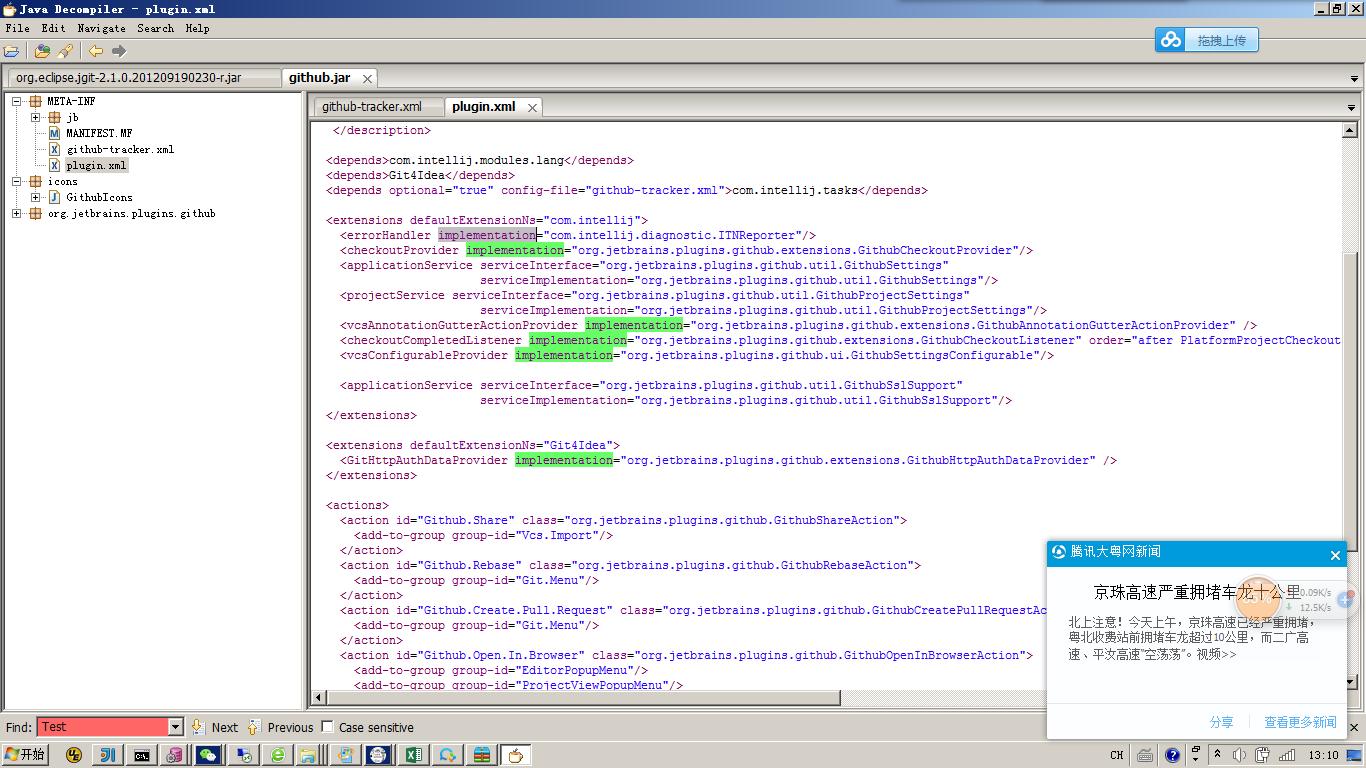 Java Decompiler - plugin.xml
File Edit Navigate Search Help
拖拽上传
org.eclipse.jgit-2.1.0.201209190230-r.jar github.jar
META-INF
jb
MANIFEST.MF
github-tracker.xml
plugin.xml
icons
GithubIcons
org.jetbrains.plugins.github
github-tracker.xml plugin.xml
</description>
<depends>com.intellij.modules.lang</depends>
<depends>Git4Idea</depends>
<depends optional="true" config-file="github-tracker.xml">com.intellij.tasks</depends>
<extensions defaultExtensionNs="com.intellij">
<errorHandler implementation="com.intellij.diagnostic.ITNReporter"/>
<checkoutProvider implementation="org.jetbrains.plugins.github.extensions.GithubCheckoutProvider"/>
<applicationService serviceInterface="org.jetbrains.plugins.github.util.GithubSettings"
serviceImplementation="org.jetbrains.plugins.github.util.GithubSettings"/>
<projectService serviceInterface="org.jetbrains.plugins.github.util.GithubProjectSettings"
serviceImplementation="org.jetbrains.plugins.github.util.GithubProjectSettings"/>
<vcsAnnotationGutterActionProvider implementation="org.jetbrains.plugins.github.extensions.GithubAnnotationGutterActionProvider" />
<checkoutCompletedListener implementation="org.jetbrains.plugins.github.extensions.GithubCheckoutListener" order="after PlatformProjectCheckout
<vcsConfigurableProvider implementation="org.jetbrains.plugins.github.ui.GithubSettingsConfigurable"/>
<applicationService serviceInterface="org.jetbrains.plugins.github.util.GithubSslSupport"
serviceImplementation="org.jetbrains.plugins.github.util.GithubSslSupport"/>
</extensions>
<extensions defaultExtensionNs="Git4Idea">
<GitHttpAuthDataProvider implementation="org.jetbrains.plugins.github.extensions.GithubHttpAuthDataProvider" />
</extensions>
<actions>
<action id="Github.Share" class="org.jetbrains.plugins.github.GithubShareAction">
<add-to-group group-id="Vcs.Import"/>
</action>
<action id="Github.Rebase" class="org.jetbrains.plugins.github.GithubRebaseAction">
<add-to-group group-id="Git.Menu"/>
</action>
<action id="Github.Create.Pull.Request" class="org.jetbrains.plugins.github.GithubCreatePullRequestAc
<add-to-group group-id="Git.Menu"/>
</action>
<action id="Github.Open.In.Browser" class="org.jetbrains.plugins.github.GithubOpenInBrowserAction">
<add-to-group group-id="EditorPopupMenu"/>
<add-to-group group-id="ProjectViewPopupMenu"/>
腾讯大粤网新闻
京珠高速严重拥堵车龙十公里
0.09K/s
12.5K/s
北上注意！今天上午，京珠高速已经严重拥堵，
粤北收费站前拥堵车龙超过10公里，而二广高
速、平汝高速"空荡荡"。视频>>
分享 查看更多新闻
Find: Test Next Previous Case sensitive
开始 CH 13:10